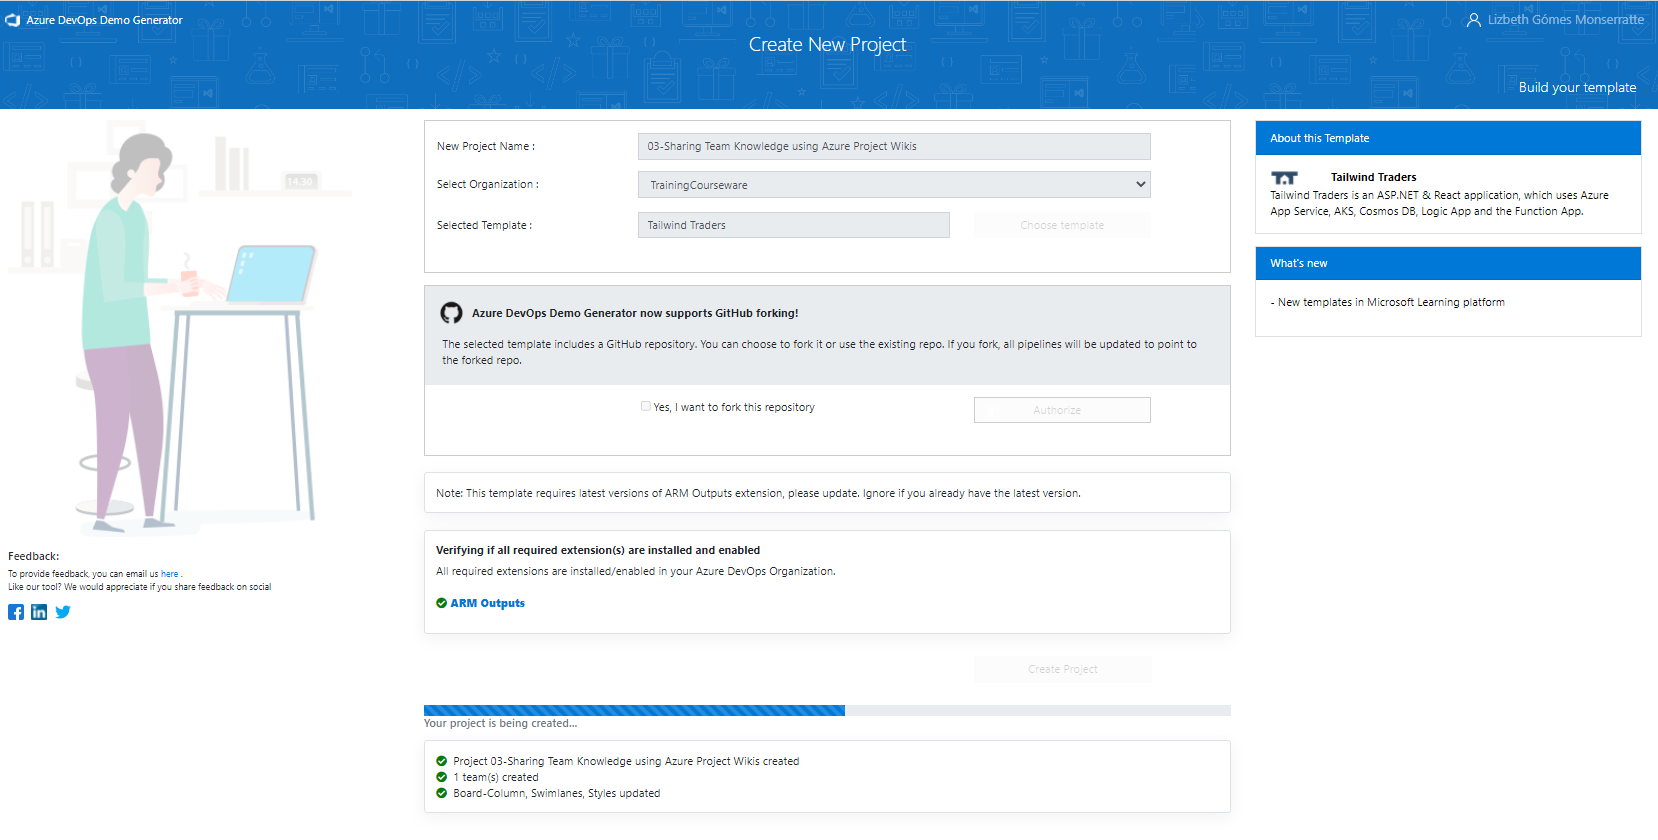 Azure DevOps Demo Generator
Lizbeth Gómes Monserratte
Create New Project
Build your template
14.30
Feedback:
To provide feedback, you can email us here .
Like our tool? We would appreciate if you share feedback on social
New Project Name :
03-Sharing Team Knowledge using Azure Project Wikis
Select Organization :
TrainingCourseware
Selected Template :
Tailwind Traders
Choose template
Azure DevOps Demo Generator now supports GitHub forking!
The selected template includes a GitHub repository. You can choose to fork it or use the existing repo. If you fork, all pipelines will be updated to point to
the forked repo.
Yes, I want to fork this repository
Authorize
Note: This template requires latest versions of ARM Outputs extension, please update. Ignore if you already have the latest version.
Verifying if all required extension(s) are installed and enabled
All required extensions are installed/enabled in your Azure DevOps Organization.
ARM Outputs
Create Project
Your project is being created...
Project 03-Sharing Team Knowledge using Azure Project Wikis created
1 team(s) created
Board-Column, Swimlanes, Styles updated
About this Template
Tailwind Traders
Tailwind Traders is an ASP.NET & React application, which uses Azure
App Service, AKS, Cosmos DB, Logic App and the Function App.
What's new
- New templates in Microsoft Learning platform